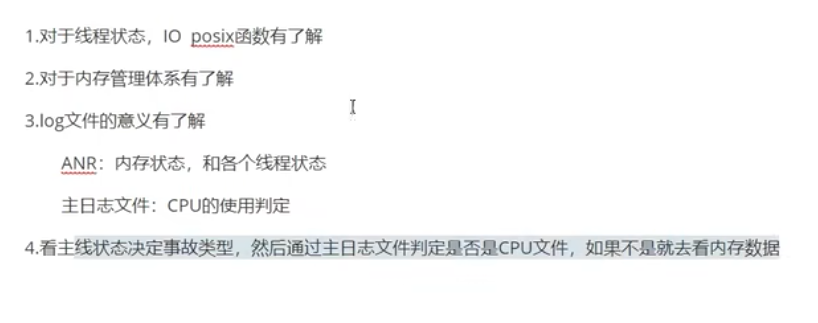 1.对于线程状态，IO  posix函数有了解
2.对于内存管理体系有了解
3.log文件的意义有了解
ANR：内存状态，和各个线程状态
主日志文件：CPU的使用判定
4.看主线状态决定事故类型，然后通过主日志文件判定是否是CPU文件，如果不是就去看内存数据